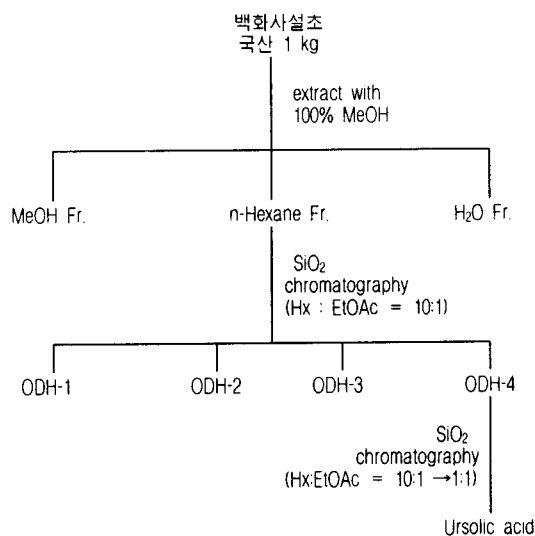 백화사설초
국산 1 kg
extract with
100% MeOH
MeOH Fr.
n-Hexane Fr.
H₂O Fr.
SiO₂
chromatography
(Hx : EtOAc = 10:1)
ODH-1
ODH-2
ODH-3
ODH-4
SiO₂
chromatography
(Hx:EtOAc = 10:1 →1:1)
Ursolic acid